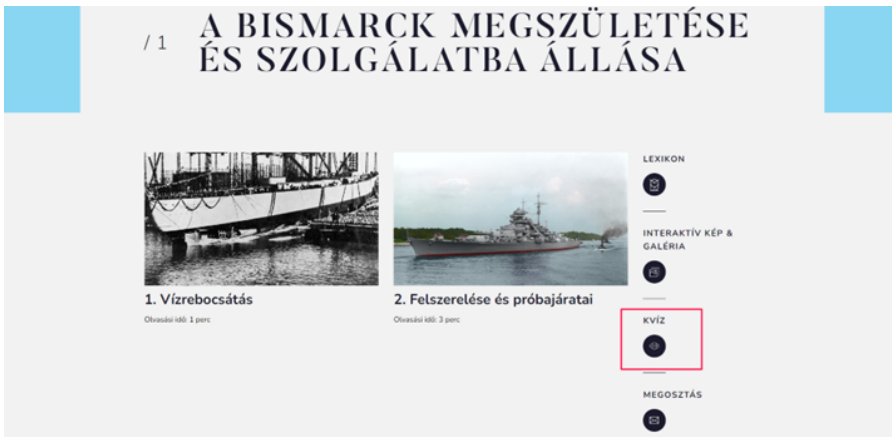 / 1
A BISMARCK MEGSZÜLETÉSE
ÉS SZOLGÁLATBA ÁLLÁSA
1. Vízrebocsátás
Olvasási idő: 1 perc
2. Felszerelése és próbajáratai
Olvasási idő: 3 perc
LEXIKON
INTERAKTÍV KÉP &
GALÉRIA
KVÍZ
MEGOSZTÁS